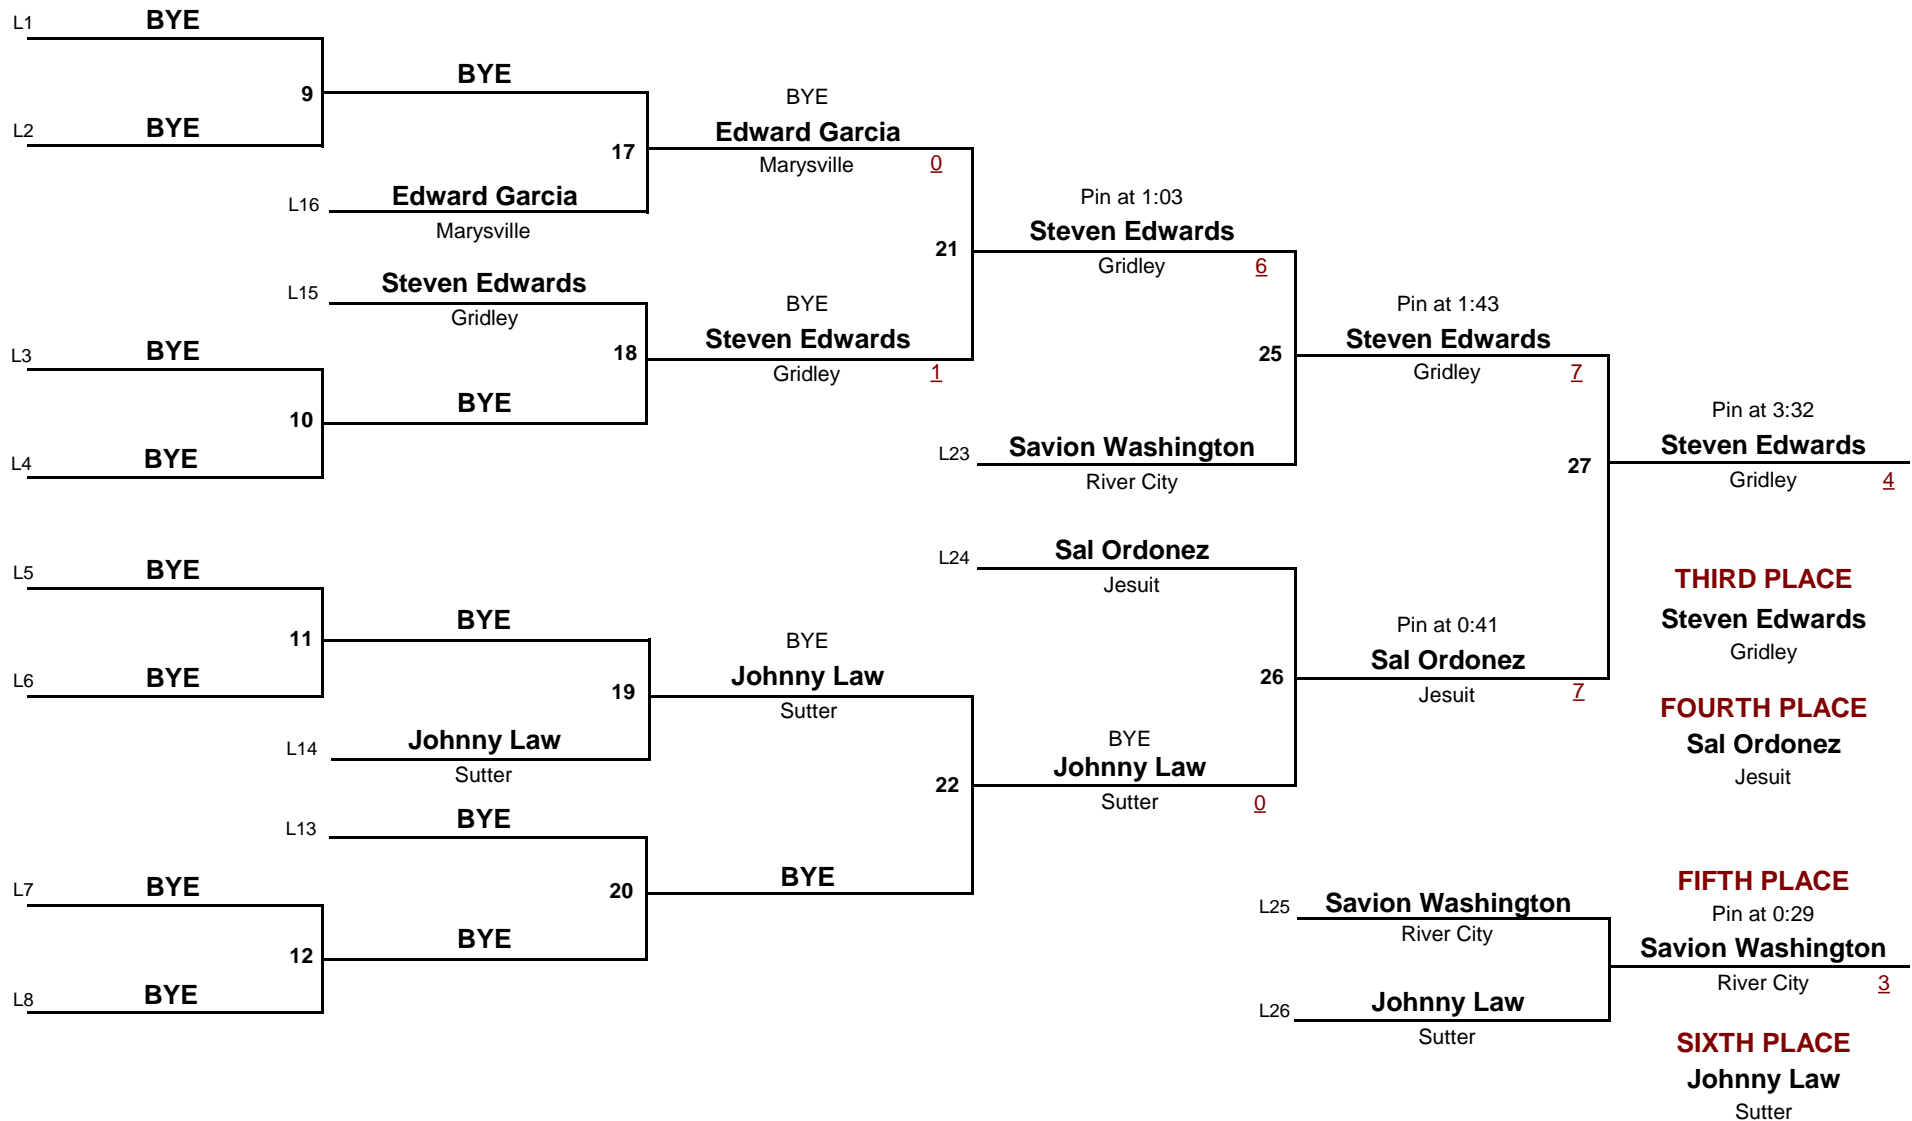 L1 BYE
9
L2 BYE
BYE
17
L16 Edward Garcia
Marysville
BYE
Edward Garcia
Marysville 0
L15 Steven Edwards
Gridley
18
L3 BYE
10
L4 BYE
BYE
BYE
Steven Edwards
Gridley 1
21
Pin at 1:03
Steven Edwards
Gridley 6
25
L23 Savion Washington
River City
Pin at 1:43
Steven Edwards
Gridley 7
27
Pin at 3:32
Steven Edwards
Gridley 4
L5 BYE
11
L6 BYE
BYE
19
L14 Johnny Law
Sutter
BYE
Johnny Law
Sutter
22
L13 BYE
20
L7 BYE
12
L8 BYE
BYE
BYE
L24 Sal Ordonez
Jesuit
26
BYE
Johnny Law
Sutter 0
Pin at 0:41
Sal Ordonez
Jesuit 7
THIRD PLACE
Steven Edwards
Gridley
FOURTH PLACE
Sal Ordonez
Jesuit
L25 Savion Washington
River City
L26 Johnny Law
Sutter
FIFTH PLACE
Pin at 0:29
Savion Washington
River City 3
SIXTH PLACE
Johnny Law
Sutter